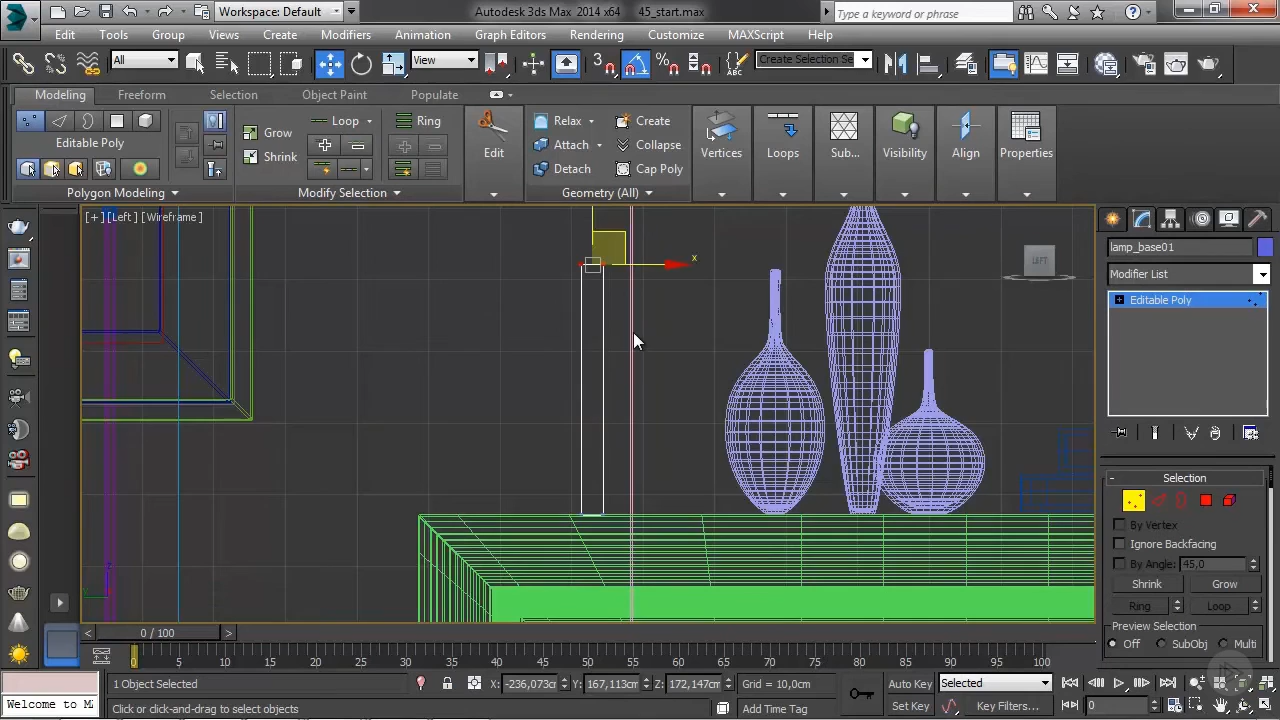 Workspace: Default
Autodesk 3ds Max 2014 x64 45_start.max
Type a keyword or phrase
Edit Tools Group Views Create Modifiers Animation Graph Editors Rendering Customize MAXScript Help
All View 3 Create Selection Se
Modeling Freeform Selection Object Paint Populate
Loop Ring Relax Create
Grow
Editable Poly Attach Collapse
Shrink Edit Vertices Loops Sub... Visibility Align Properties
Detach Cap Poly
Polygon Modeling Modify Selection Geometry (All)
[+] [Left] [Wireframe]
x
LEFT
lamp_base01
Modifier List
Editable Poly
- Selection
By Vertex
Ignore Backfacing
By Angle: 45,0
Shrink Grow
Ring Loop
Preview Selection
Off SubObj Multi
< 0 / 100 >
0 5 10 15 20 25 30 35 40 45 50 55 60 65 70 75 80 85 90 95 100
1 Object Selected X: -236,073cm Y: 167,113cm Z: 172,147cm Grid = 10,0cm Auto Key Selected
Welcome to M Click or click-and-drag to select objects Add Time Tag Set Key Key Filters... 0